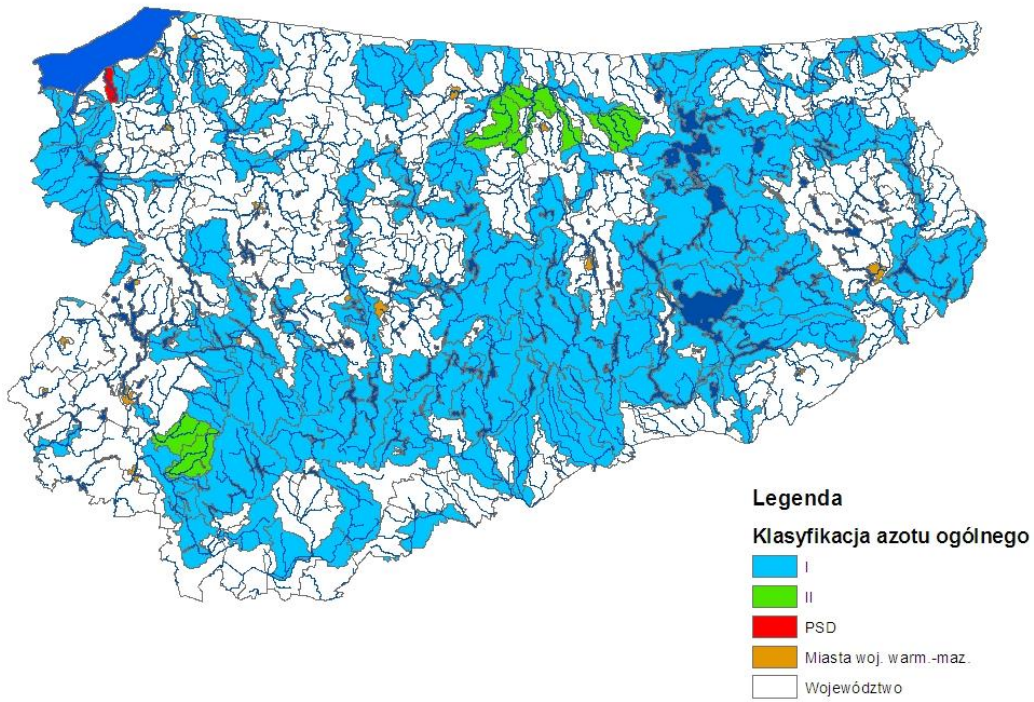 Legenda
Klasyfikacja azotu ogólnego
I
II
PSD
Miasta woj. warm.-maz.
Województwo